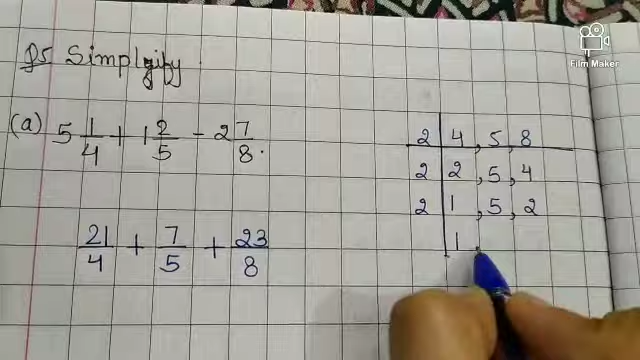 Q5 Simplify.
(a) 5 1/4 + 1 2/5 - 2 7/8.
21/4 + 7/5 + 23/8
2 | 4, 5, 8
2 | 2, 5, 4
2 | 1, 5, 2
| 1,
Film Maker